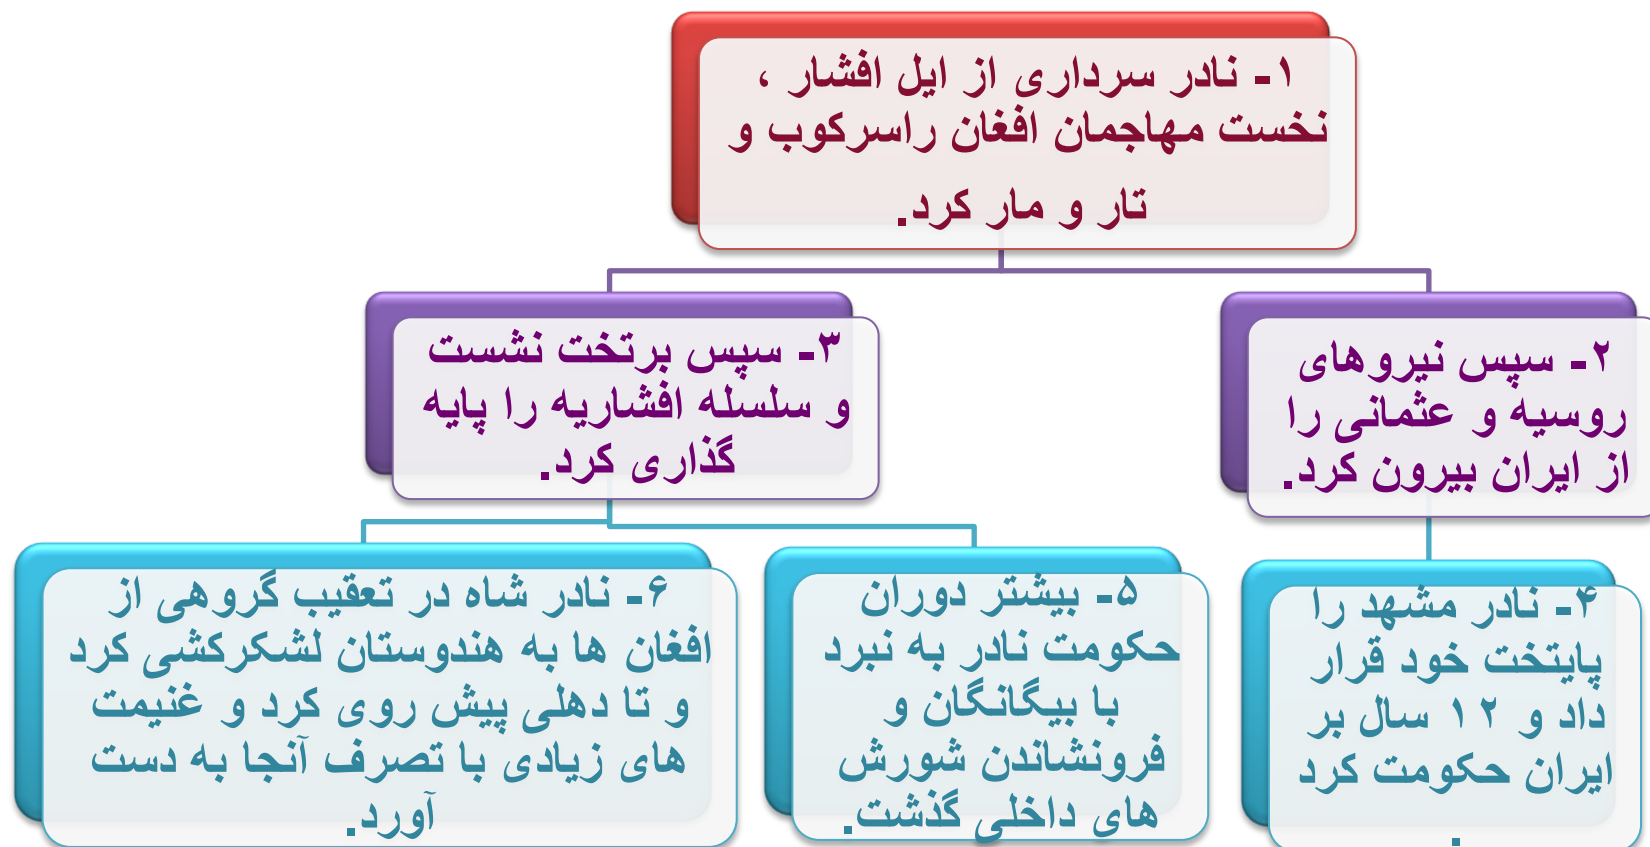 ۱- نادر سرداری از ایل افشار ،
نخست مهاجمان افغان راسرکوب و
تار و مار کرد.
۲- سپس نیروهای
روسیه و عثمانی را
از ایران بیرون کرد.
۳- سپس برتخت نشست
و سلسله افشاریه را پایه
گذاری کرد.
۴- نادر مشهد را
پایتخت خود قرار
داد و ۱۲ سال بر
ایران حکومت کرد
.
۵- بیشتر دوران
حکومت نادر به نبرد
با بیگانگان و
فرونشاندن شورش
های داخلی گذشت.
۶- نادر شاه در تعقیب گروهی از
افغان ها به هندوستان لشکرکشی کرد
و تا دهلی پیش روی کرد و غنیمت
های زیادی با تصرف آنجا به دست
آورد.